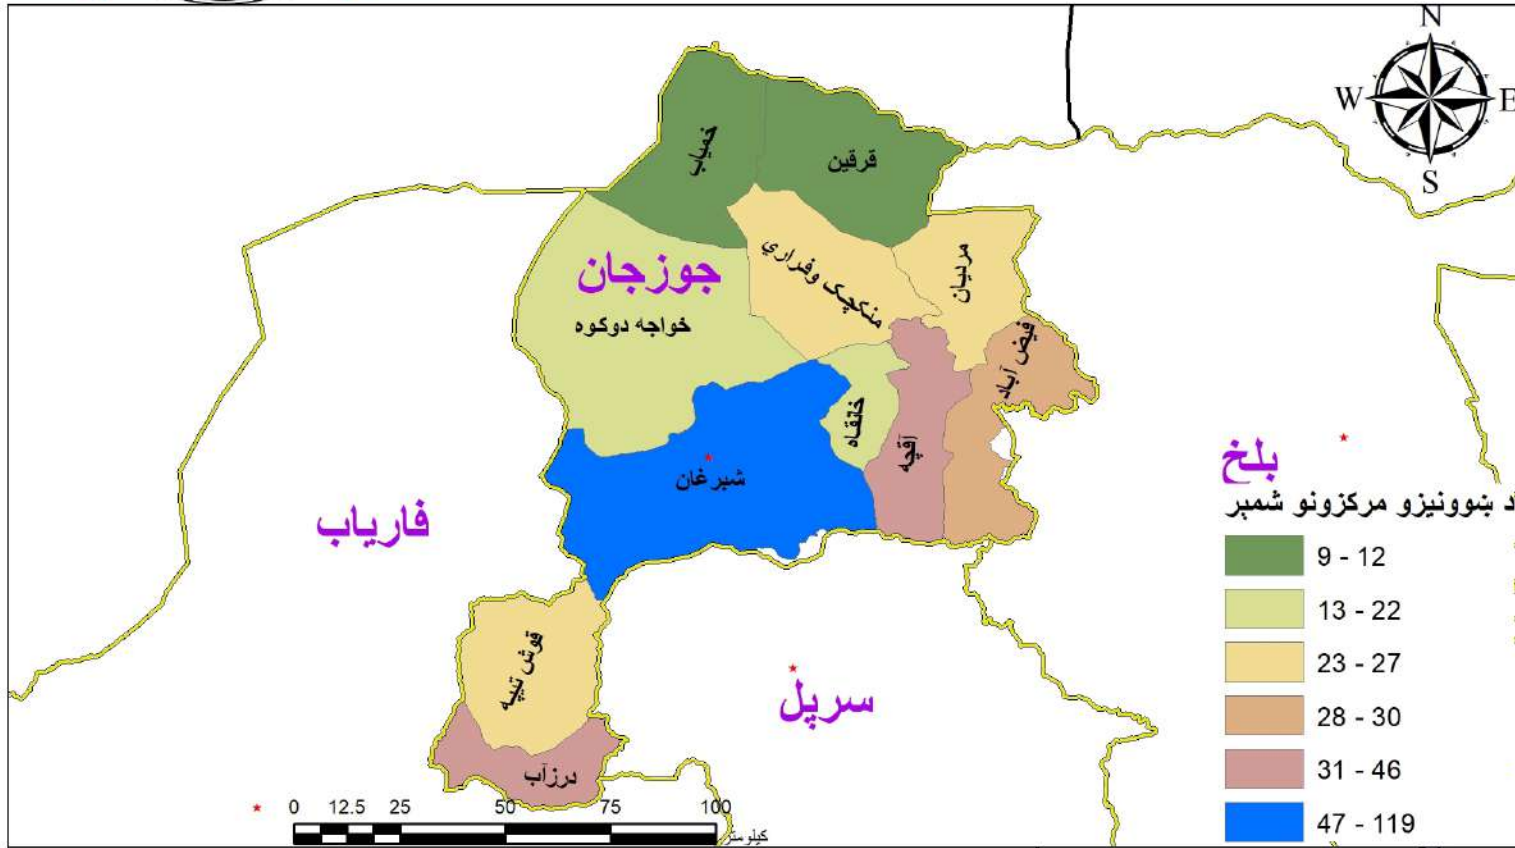 N
W E
S
خمیاب
قرقین
مردیان
منکچک وفراري
جوزجان
خواجه دوکوه
فیض آباد
خانقاه
آقچه
شبرغان
بلخ
فاریاب
د ښوونیزو مرکزونو شمېر
9 - 12
13 - 22
23 - 27
28 - 30
31 - 46
47 - 119
قوش تیپه
سرپل
درزآب
0 12.5 25 50 75 100
کیلومتر